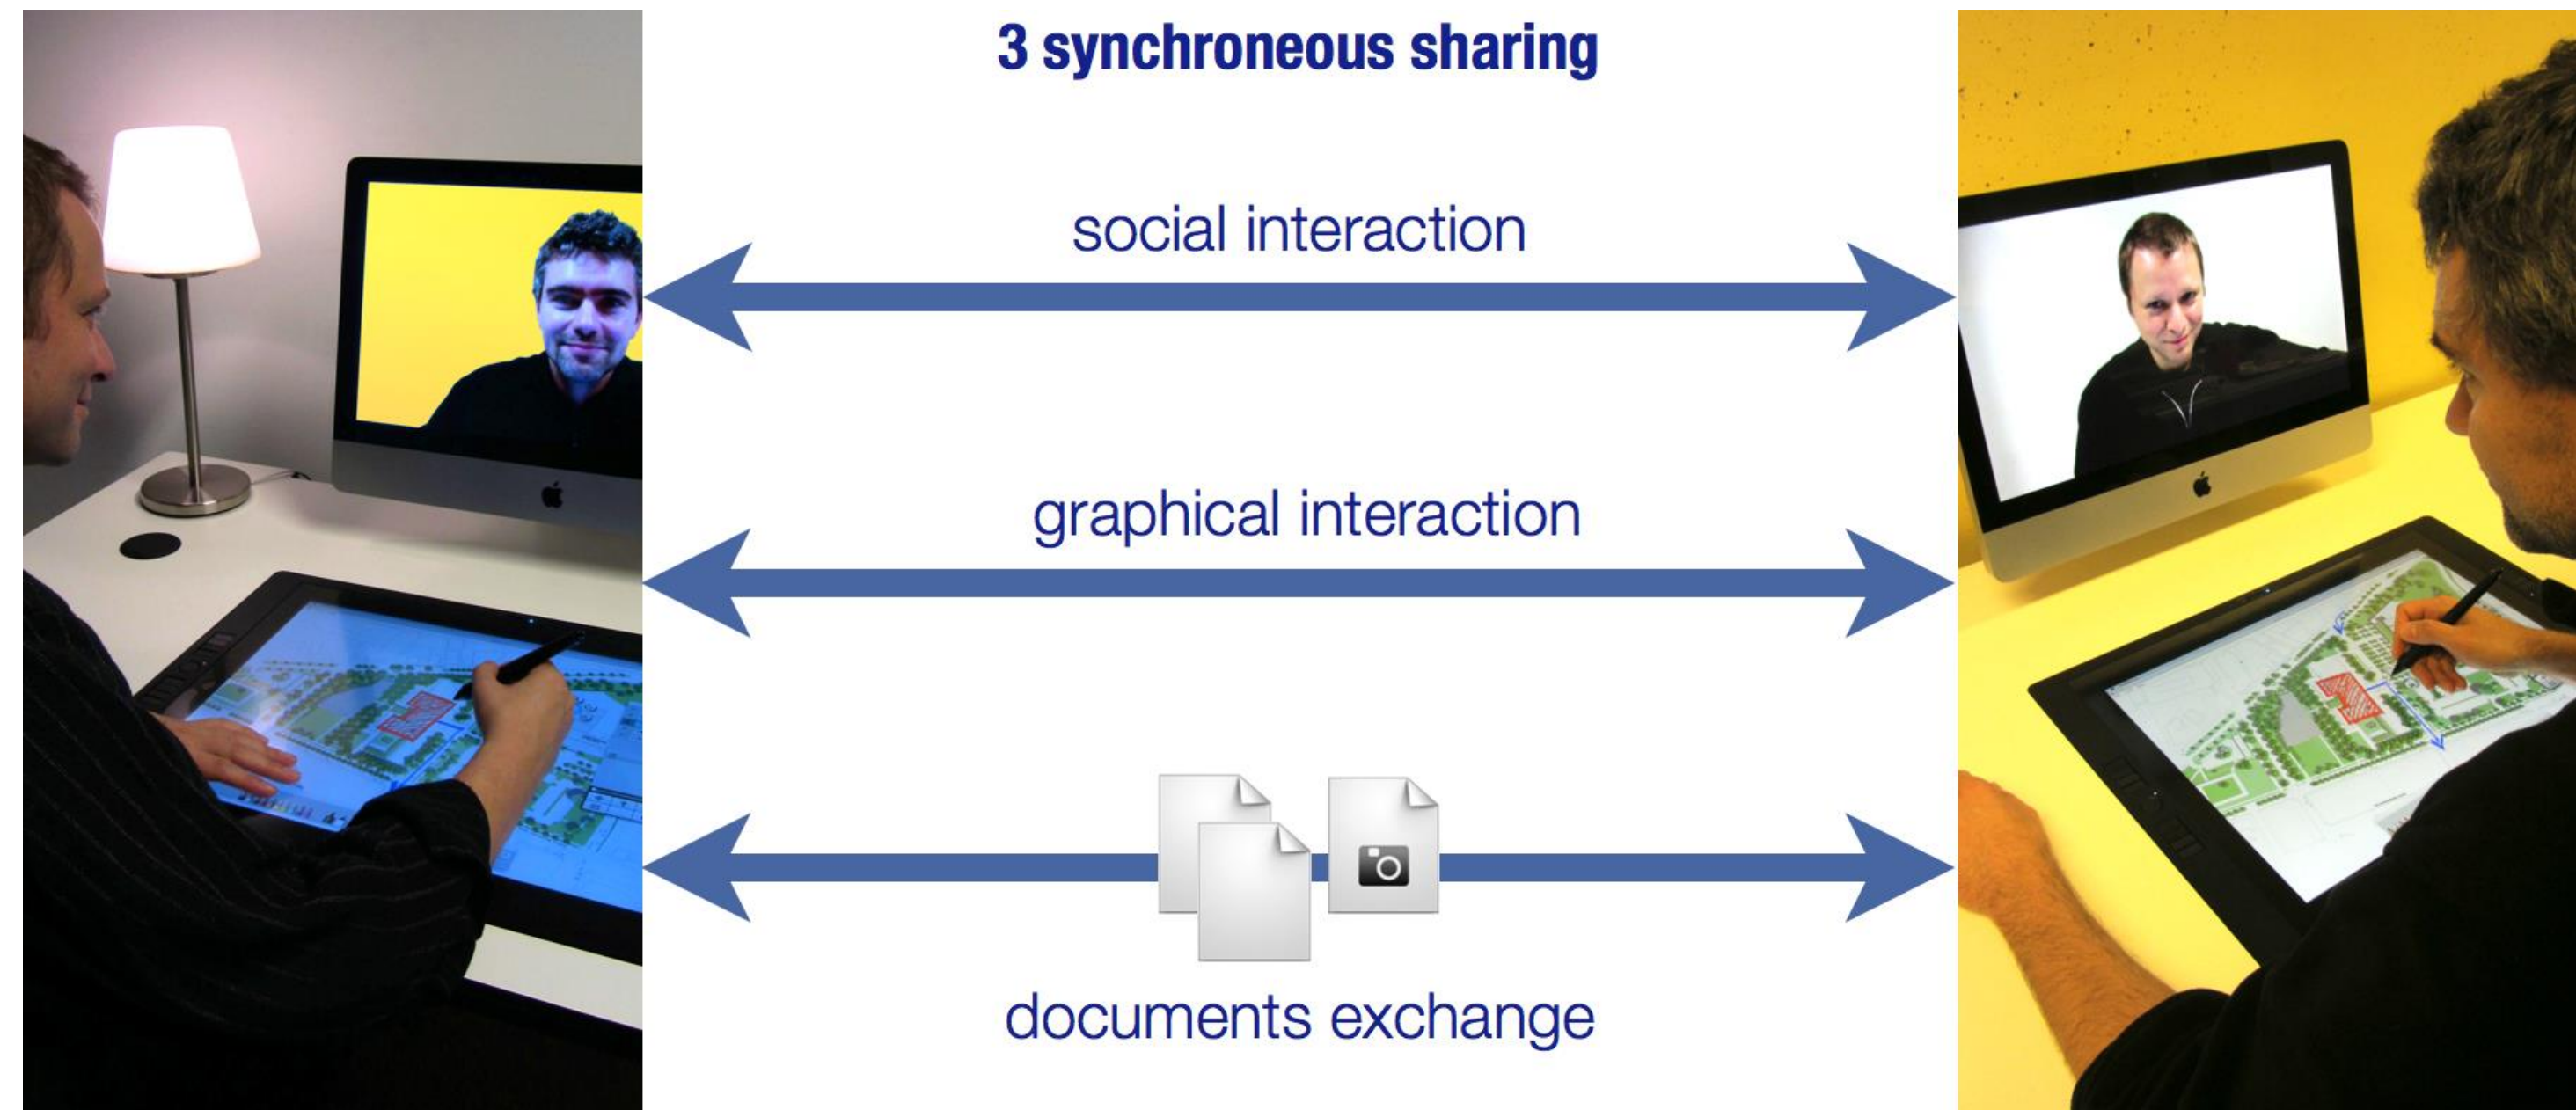 3 synchroneous sharing
social interaction
graphical interaction
documents exchange